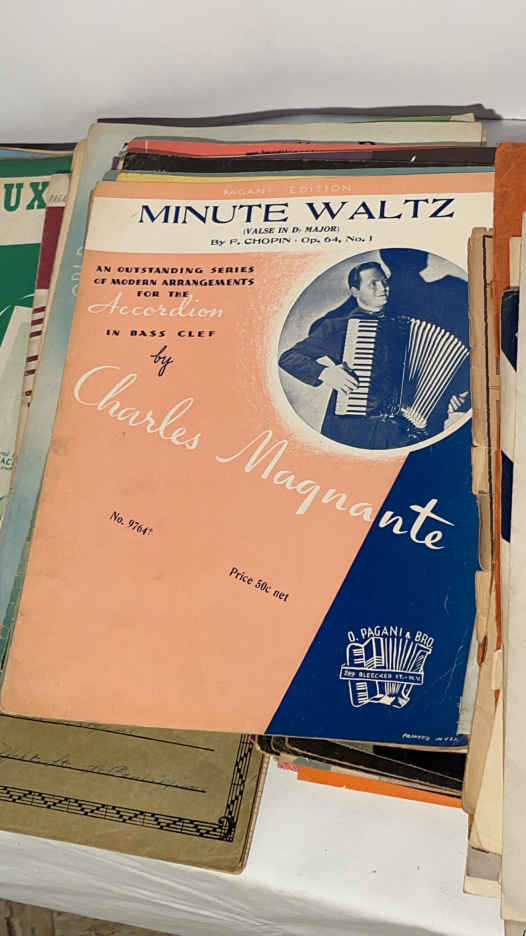 PAGANI EDITION
MINUTE WALTZ
(VALSE IN D♭ MAJOR)
By F. CHOPIN · Op. 64, No. 1
AN OUTSTANDING SERIES
OF MODERN ARRANGEMENTS
FOR THE
Accordion
IN BASS CLEF
by
Charles Magnante
No. 9764†
Price 50c net
O. PAGANI & BRO.
289 BLEECKER ST.-N.Y.
PRINTED IN U.S.A.
UX